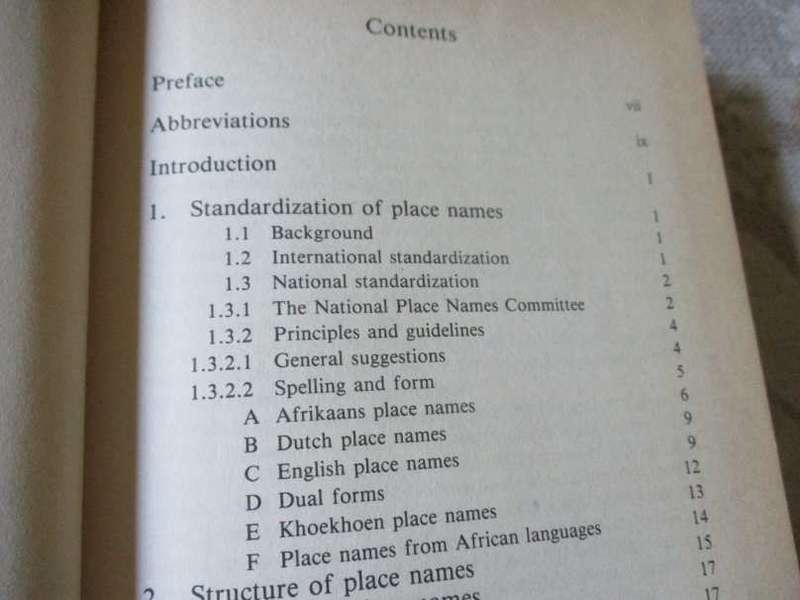 Contents
Preface vii
Abbreviations ix
Introduction 1
1. Standardization of place names 1
1.1 Background 1
1.2 International standardization 1
1.3 National standardization 2
1.3.1 The National Place Names Committee 2
1.3.2 Principles and guidelines 4
1.3.2.1 General suggestions 4
1.3.2.2 Spelling and form 5
A Afrikaans place names 6
B Dutch place names 9
C English place names 9
D Dual forms 12
E Khoekhoen place names 13
F Place names from African languages 14
2. Structure of place names 15
names 17
17